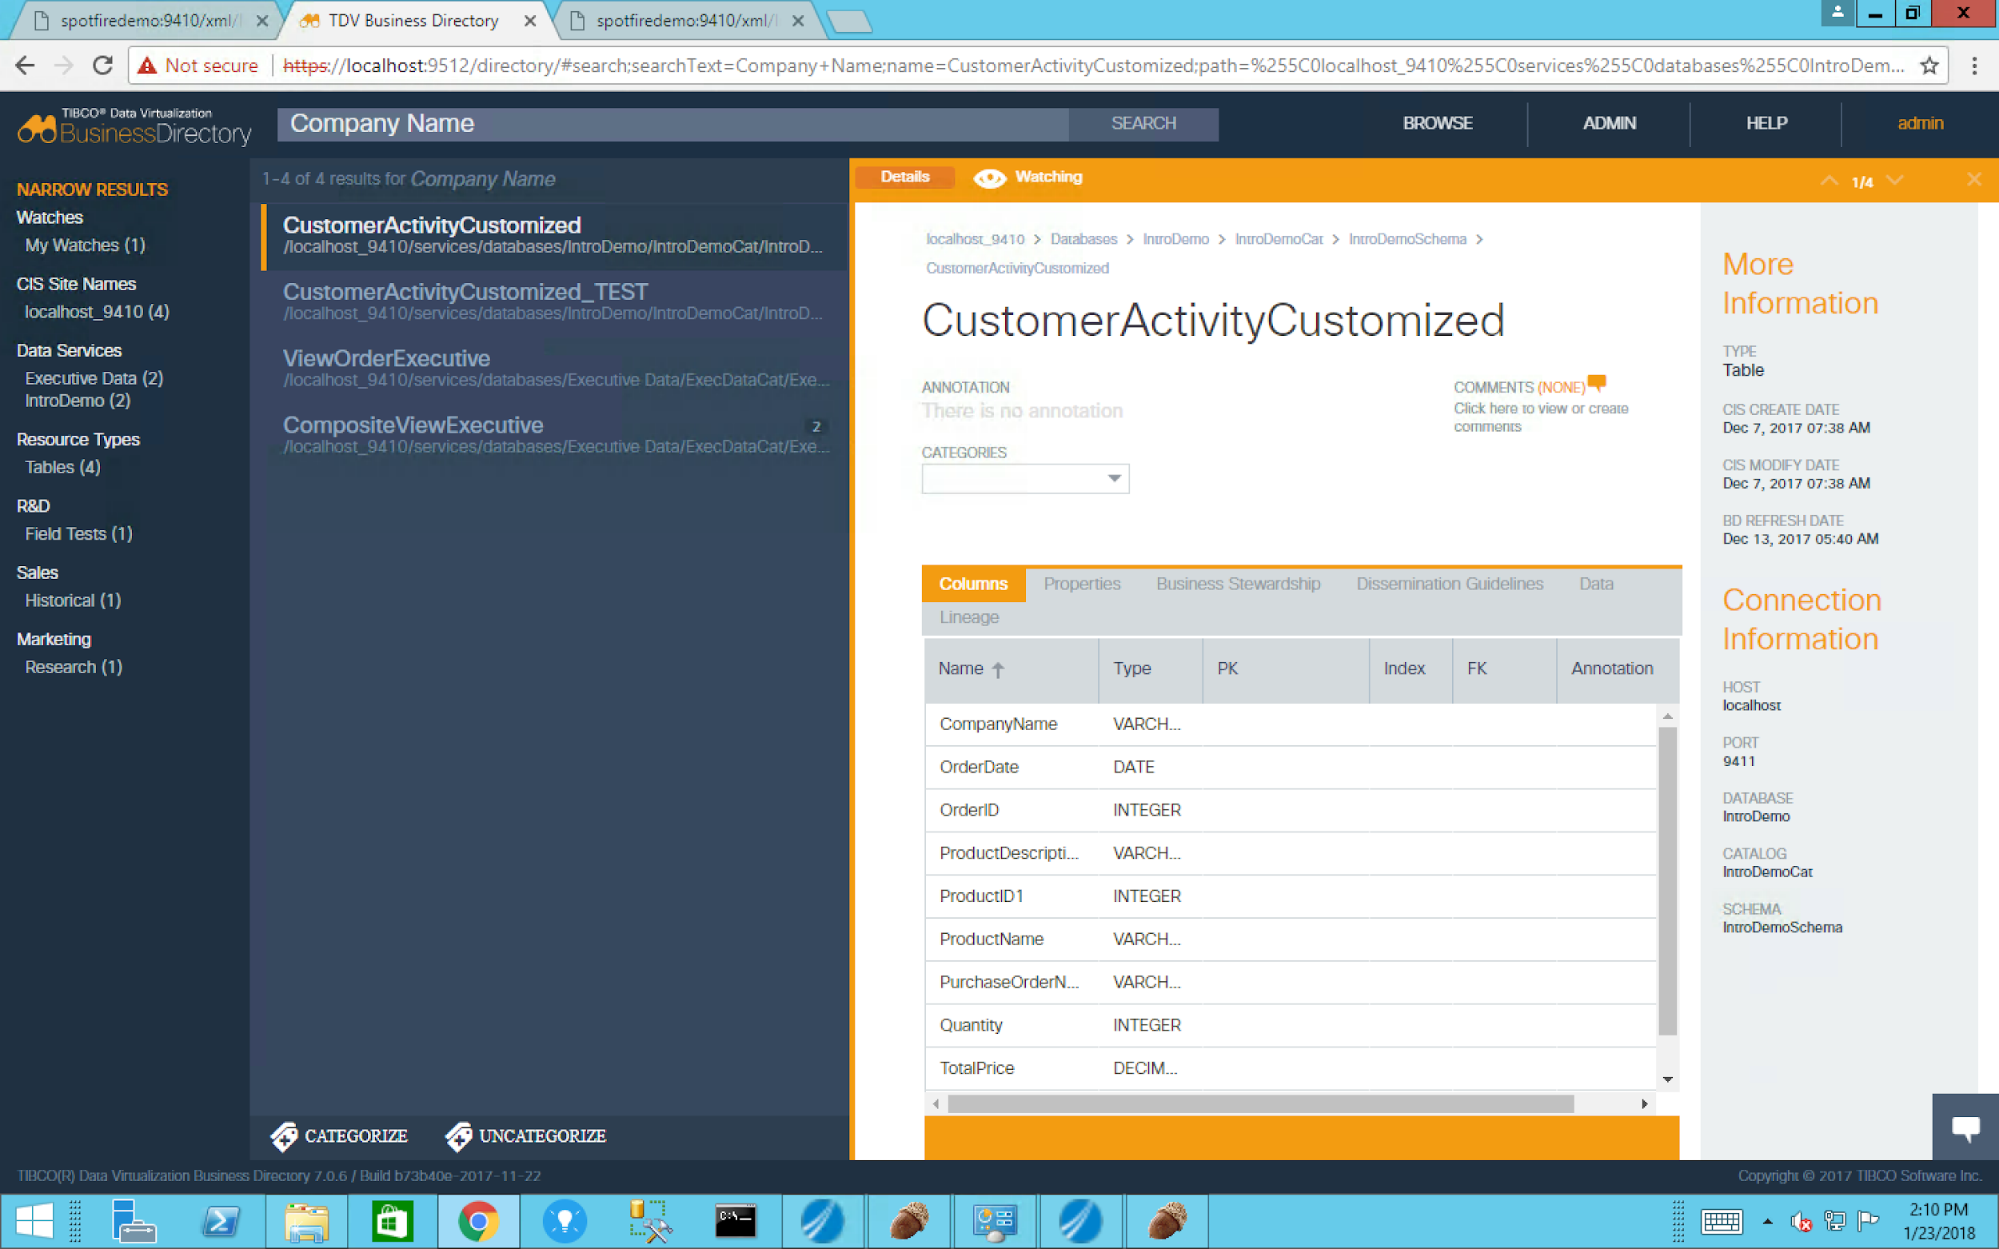 spotfiredemo:9410/xml/
TDV Business Directory
spotfiredemo:9410/xml/
Not secure
https://localhost:9512/directory/#search;searchText=Company+Name;name=CustomerActivityCustomized;path=%255C0localhost_9410%255C0services%255C0databases%255C0IntroDem...
TIBCO® Data Virtualization
BusinessDirectory
Company Name
SEARCH
BROWSE
ADMIN
HELP
admin
NARROW RESULTS
Watches
My Watches (1)
CIS Site Names
localhost_9410 (4)
Data Services
Executive Data (2)
IntroDemo (2)
Resource Types
Tables (4)
R&D
Field Tests (1)
Sales
Historical (1)
Marketing
Research (1)
1-4 of 4 results for Company Name
CustomerActivityCustomized
/localhost_9410/services/databases/IntroDemo/IntroDemoCat/IntroD...
CustomerActivityCustomized_TEST
/localhost_9410/services/databases/IntroDemo/IntroDemoCat/IntroD...
ViewOrderExecutive
/localhost_9410/services/databases/Executive Data/ExecDataCat/Exe...
CompositeViewExecutive
2
/localhost_9410/services/databases/Executive Data/ExecDataCat/Exe...
CATEGORIZE
UNCATEGORIZE
Details
Watching
1/4
localhost_9410 > Databases > IntroDemo > IntroDemoCat > IntroDemoSchema >
CustomerActivityCustomized
CustomerActivityCustomized
ANNOTATION
There is no annotation
COMMENTS (NONE)
Click here to view or create
comments
CATEGORIES
Columns
Properties
Business Stewardship
Dissemination Guidelines
Data
Lineage
Name Type PK Index FK Annotation
CompanyName VARCH...
OrderDate DATE
OrderID INTEGER
ProductDescripti... VARCH...
ProductID1 INTEGER
ProductName VARCH...
PurchaseOrderN... VARCH...
Quantity INTEGER
TotalPrice DECIM...
More
Information
TYPE
Table
CIS CREATE DATE
Dec 7, 2017 07:38 AM
CIS MODIFY DATE
Dec 7, 2017 07:38 AM
BD REFRESH DATE
Dec 13, 2017 05:40 AM
Connection
Information
HOST
localhost
PORT
9411
DATABASE
IntroDemo
CATALOG
IntroDemoCat
SCHEMA
IntroDemoSchema
TIBCO(R) Data Virtualization Business Directory 7.0.6 / Build b73b40e-2017-11-22
Copyright © 2017 TIBCO Software Inc.
2:10 PM
1/23/2018